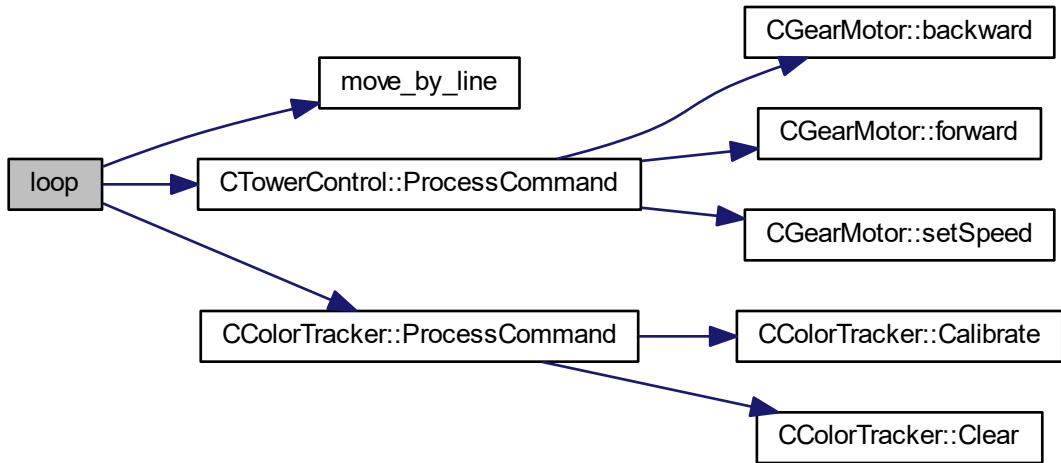 CGearMotor::backward
move_by_line
CGearMotor::forward
loop
CTowerControl::ProcessCommand
CGearMotor::setSpeed
CColorTracker::ProcessCommand
CColorTracker::Calibrate
CColorTracker::Clear